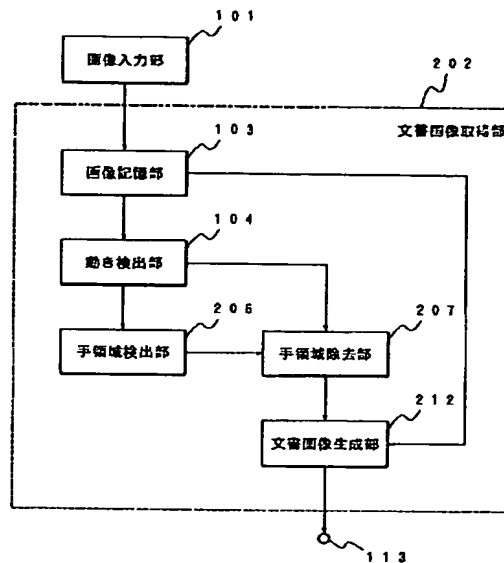 101
画像入力部
202
文書画像取得部
103
画像記憶部
104
動き検出部
205
207
手領域検出部
手領域除去部
212
文書画像生成部
113